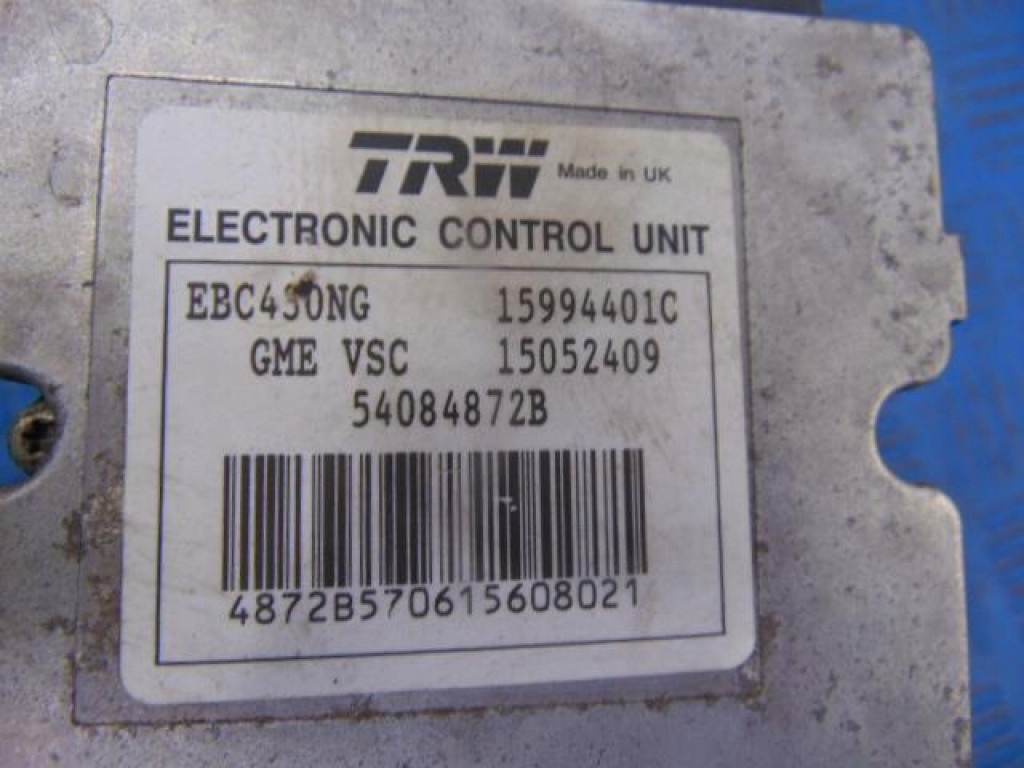 TRW Made in UK
ELECTRONIC CONTROL UNIT
EBC430NG 15994401C
GME VSC 15052409
54084872B
4872B570615608021